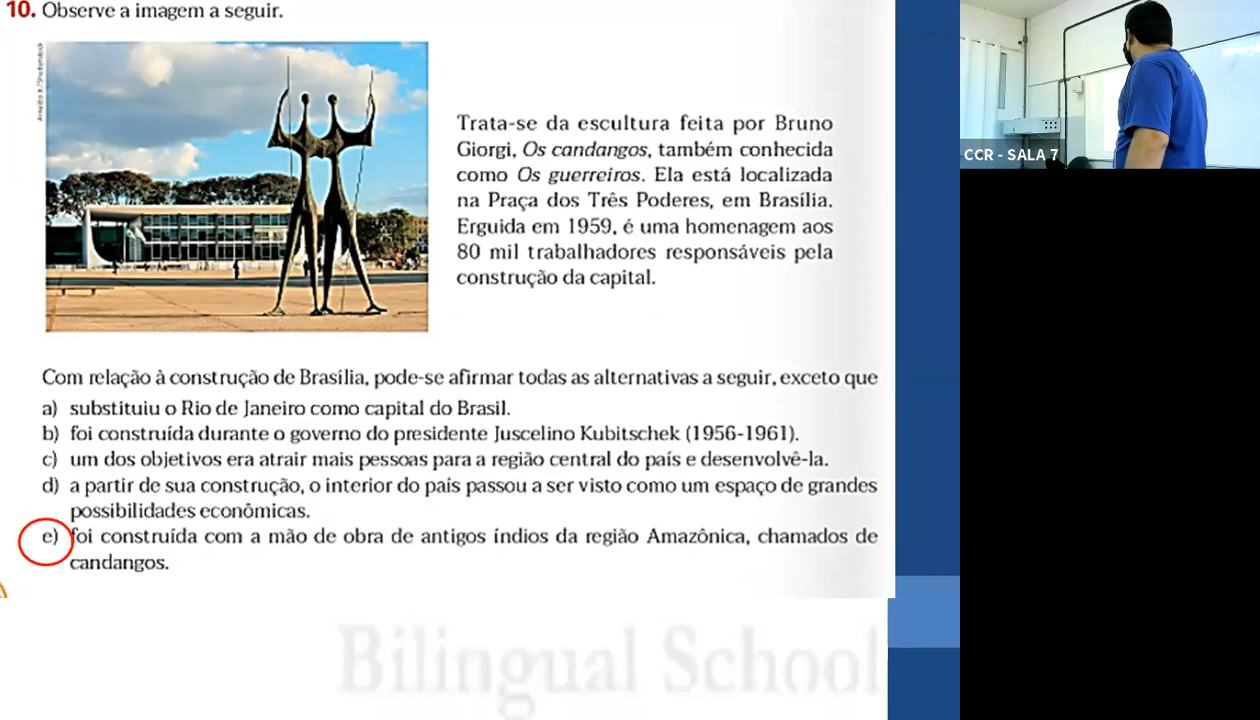 10. Observe a imagem a seguir.
Trata-se da escultura feita por Bruno
Giorgi, Os candangos, também conhecida
como Os guerreiros. Ela está localizada
na Praça dos Três Poderes, em Brasília.
Erguida em 1959, é uma homenagem aos
80 mil trabalhadores responsáveis pela
construção da capital.
Com relação à construção de Brasília, pode-se afirmar todas as alternativas a seguir, exceto que
a) substituiu o Rio de Janeiro como capital do Brasil.
b) foi construída durante o governo do presidente Juscelino Kubitschek (1956-1961).
c) um dos objetivos era atrair mais pessoas para a região central do país e desenvolvê-la.
d) a partir de sua construção, o interior do país passou a ser visto como um espaço de grandes
possibilidades econômicas.
e) foi construída com a mão de obra de antigos índios da região Amazônica, chamados de
candangos.
Bilingual School
CCR - SALA 7